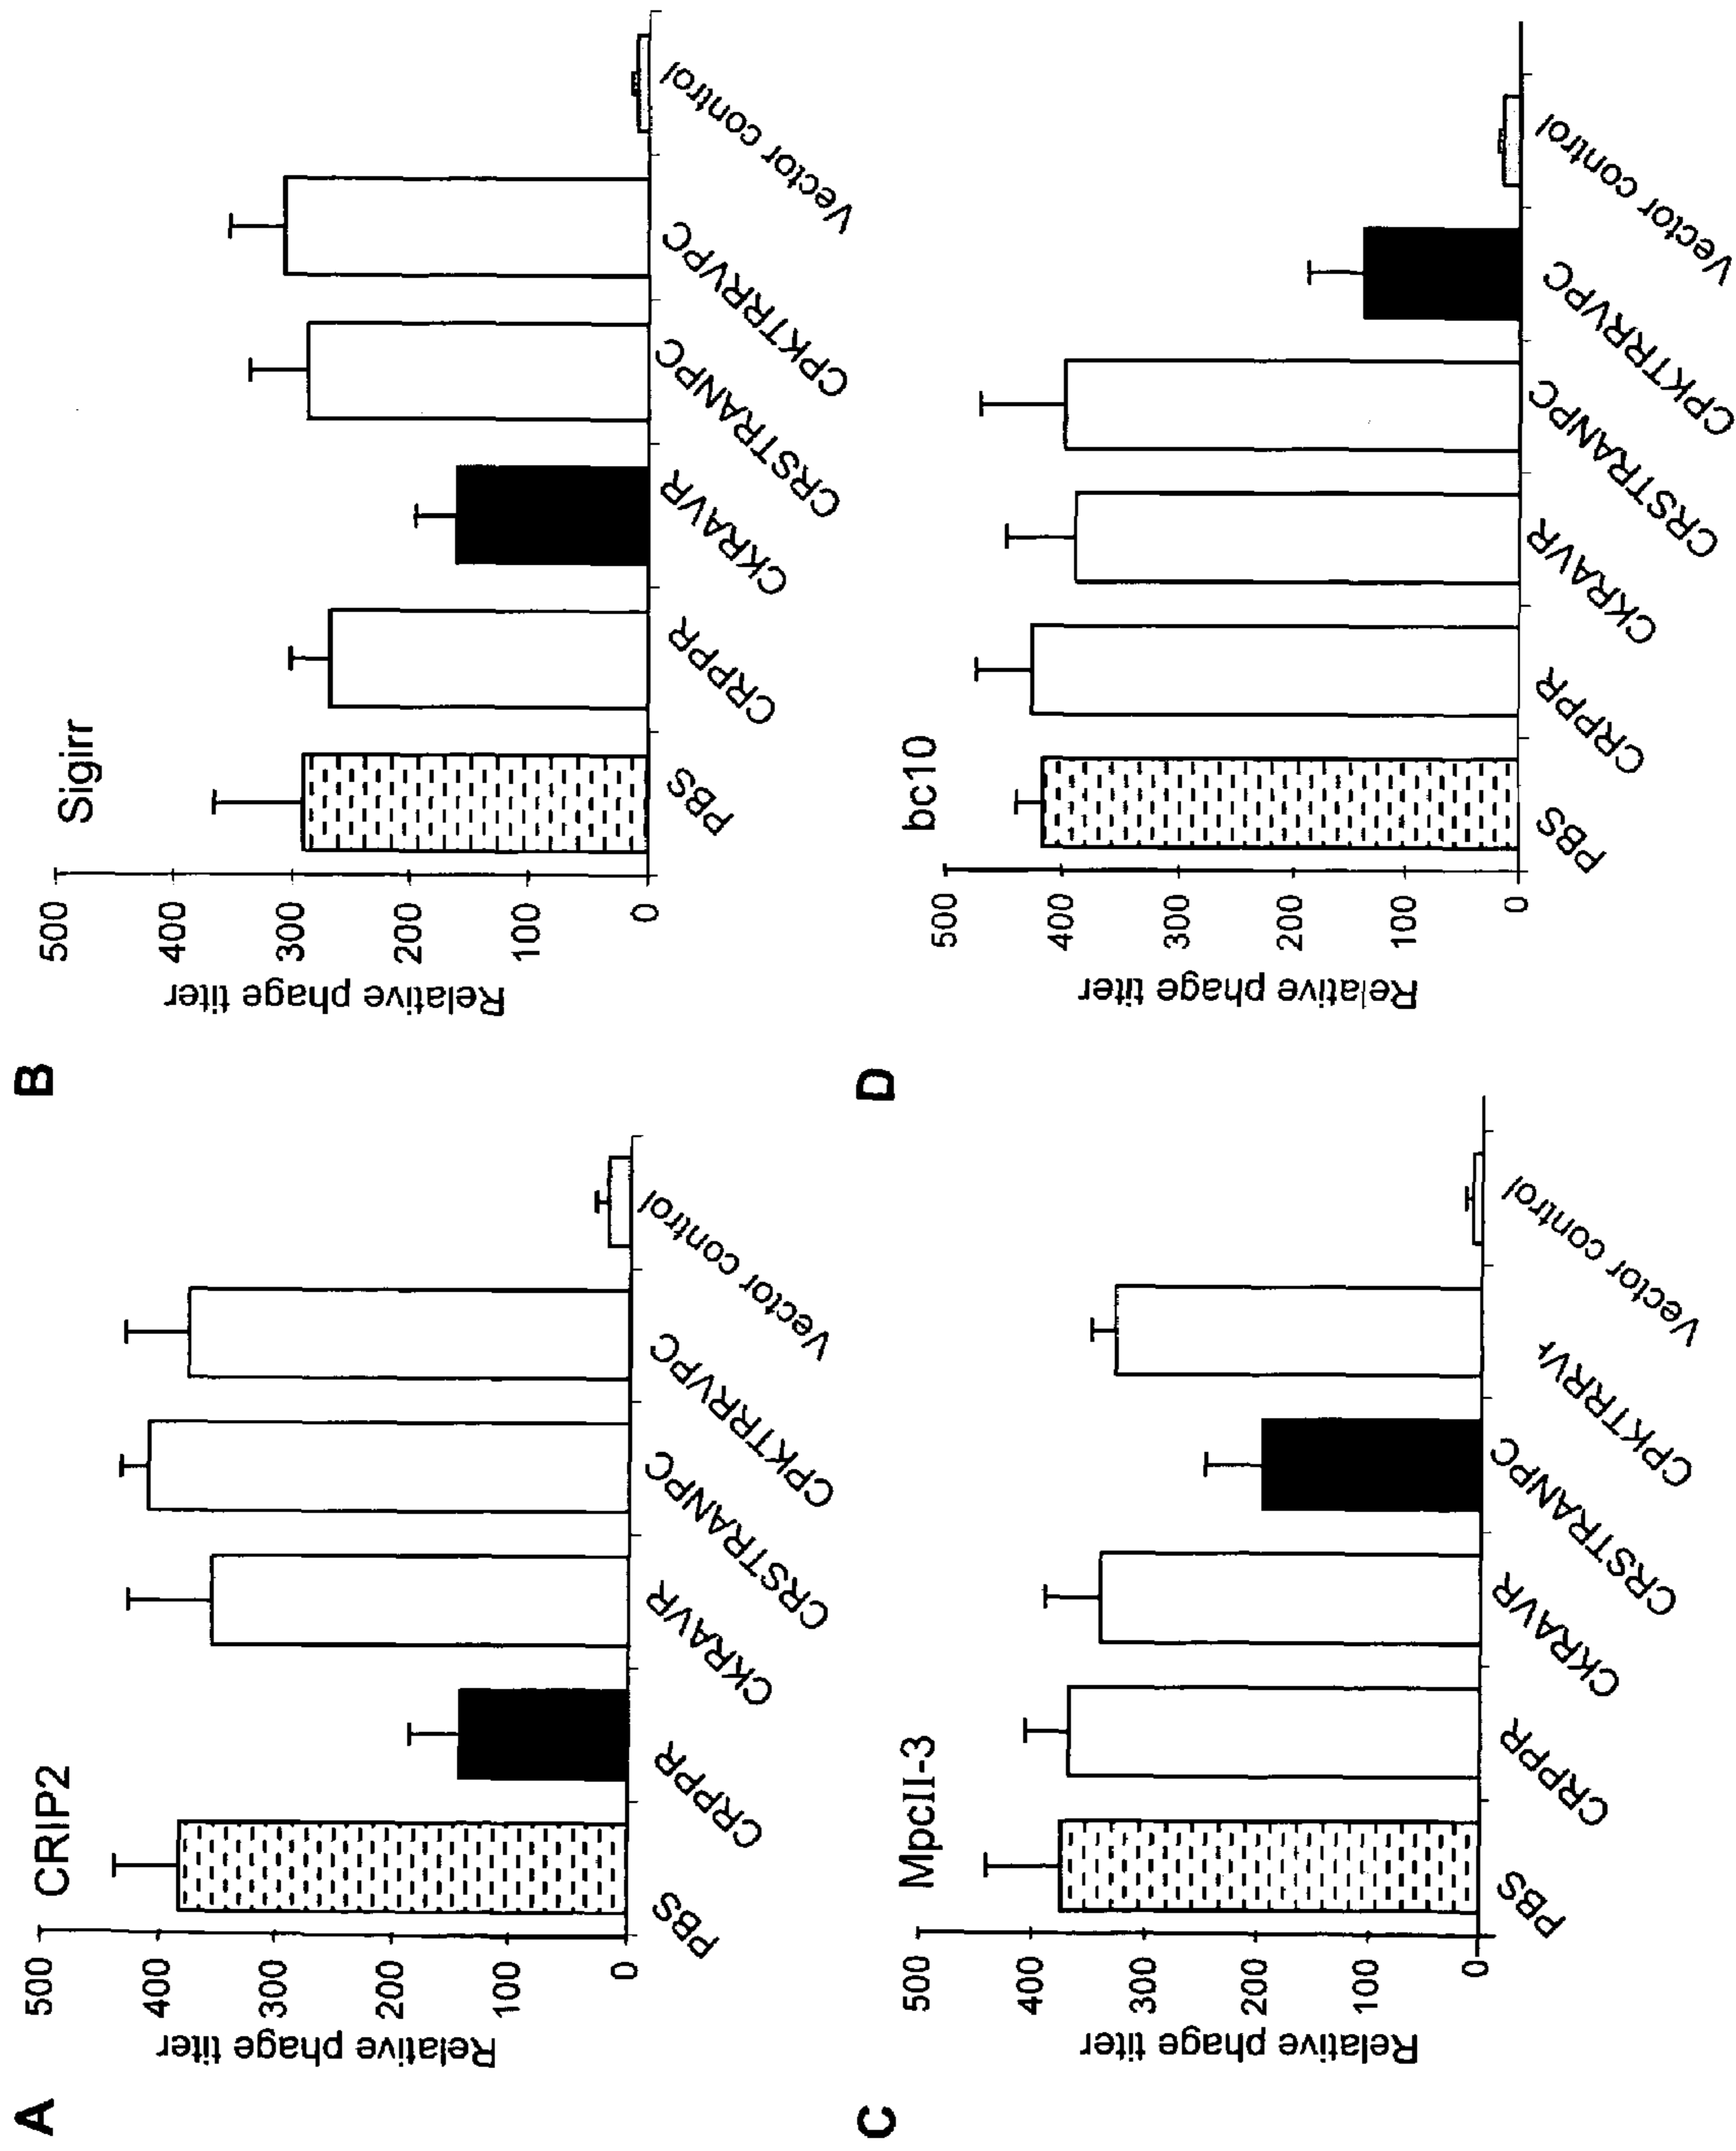 A
CRIP2
Relative phage titer
500
400
300
200
100
0
PBS
CRPPR
CKRAVR
CRSTRANPC
CPKTRRVPC
Vector control
B
Sigirr
Relative phage titer
500
400
300
200
100
0
PBS
CRPPR
CKRAVR
CRSTRANPC
CPKTRRVPC
Vector control
C
MpcII-3
Relative phage titer
500
400
300
200
100
0
PBS
CRPPR
CKRAVR
CRSTRANPC
Vector control
D
bc10
Relative phage titer
500
400
300
200
100
0
PBS
CRPPR
CKRAVR
CRSTRANPC
CPKTRRVPC
Vector control